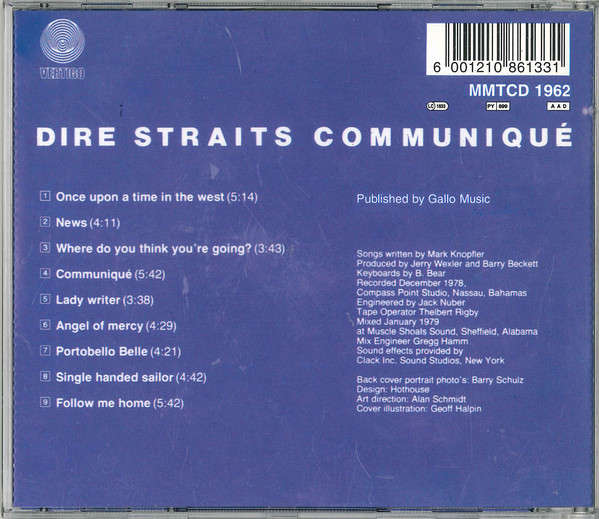 VERTIGO
6 001210 861331
MMTCD 1962
LC 1633
PY 899
AAD
DIRE STRAITS COMMUNIQUÉ
1 Once upon a time in the west (5:14)
2 News (4:11)
3 Where do you think you're going? (3:43)
4 Communiqué (5:42)
5 Lady writer (3:38)
6 Angel of mercy (4:29)
7 Portobello Belle (4:21)
8 Single handed sailor (4:42)
9 Follow me home (5:42)
Published by Gallo Music
Songs written by Mark Knopfler
Produced by Jerry Wexler and Barry Beckett
Keyboards by B. Bear
Recorded December 1978,
Compass Point Studio, Nassau, Bahamas
Engineered by Jack Nuber
Tape Operator Thelbert Rigby
Mixed January 1979
at Muscle Shoals Sound, Sheffield, Alabama
Mix Engineer Gregg Hamm
Sound effects provided by
Clack Inc. Sound Studios, New York
Back cover portrait photo's: Barry Schulz
Design: Hothouse
Art direction: Alan Schmidt
Cover illustration: Geoff Halpin